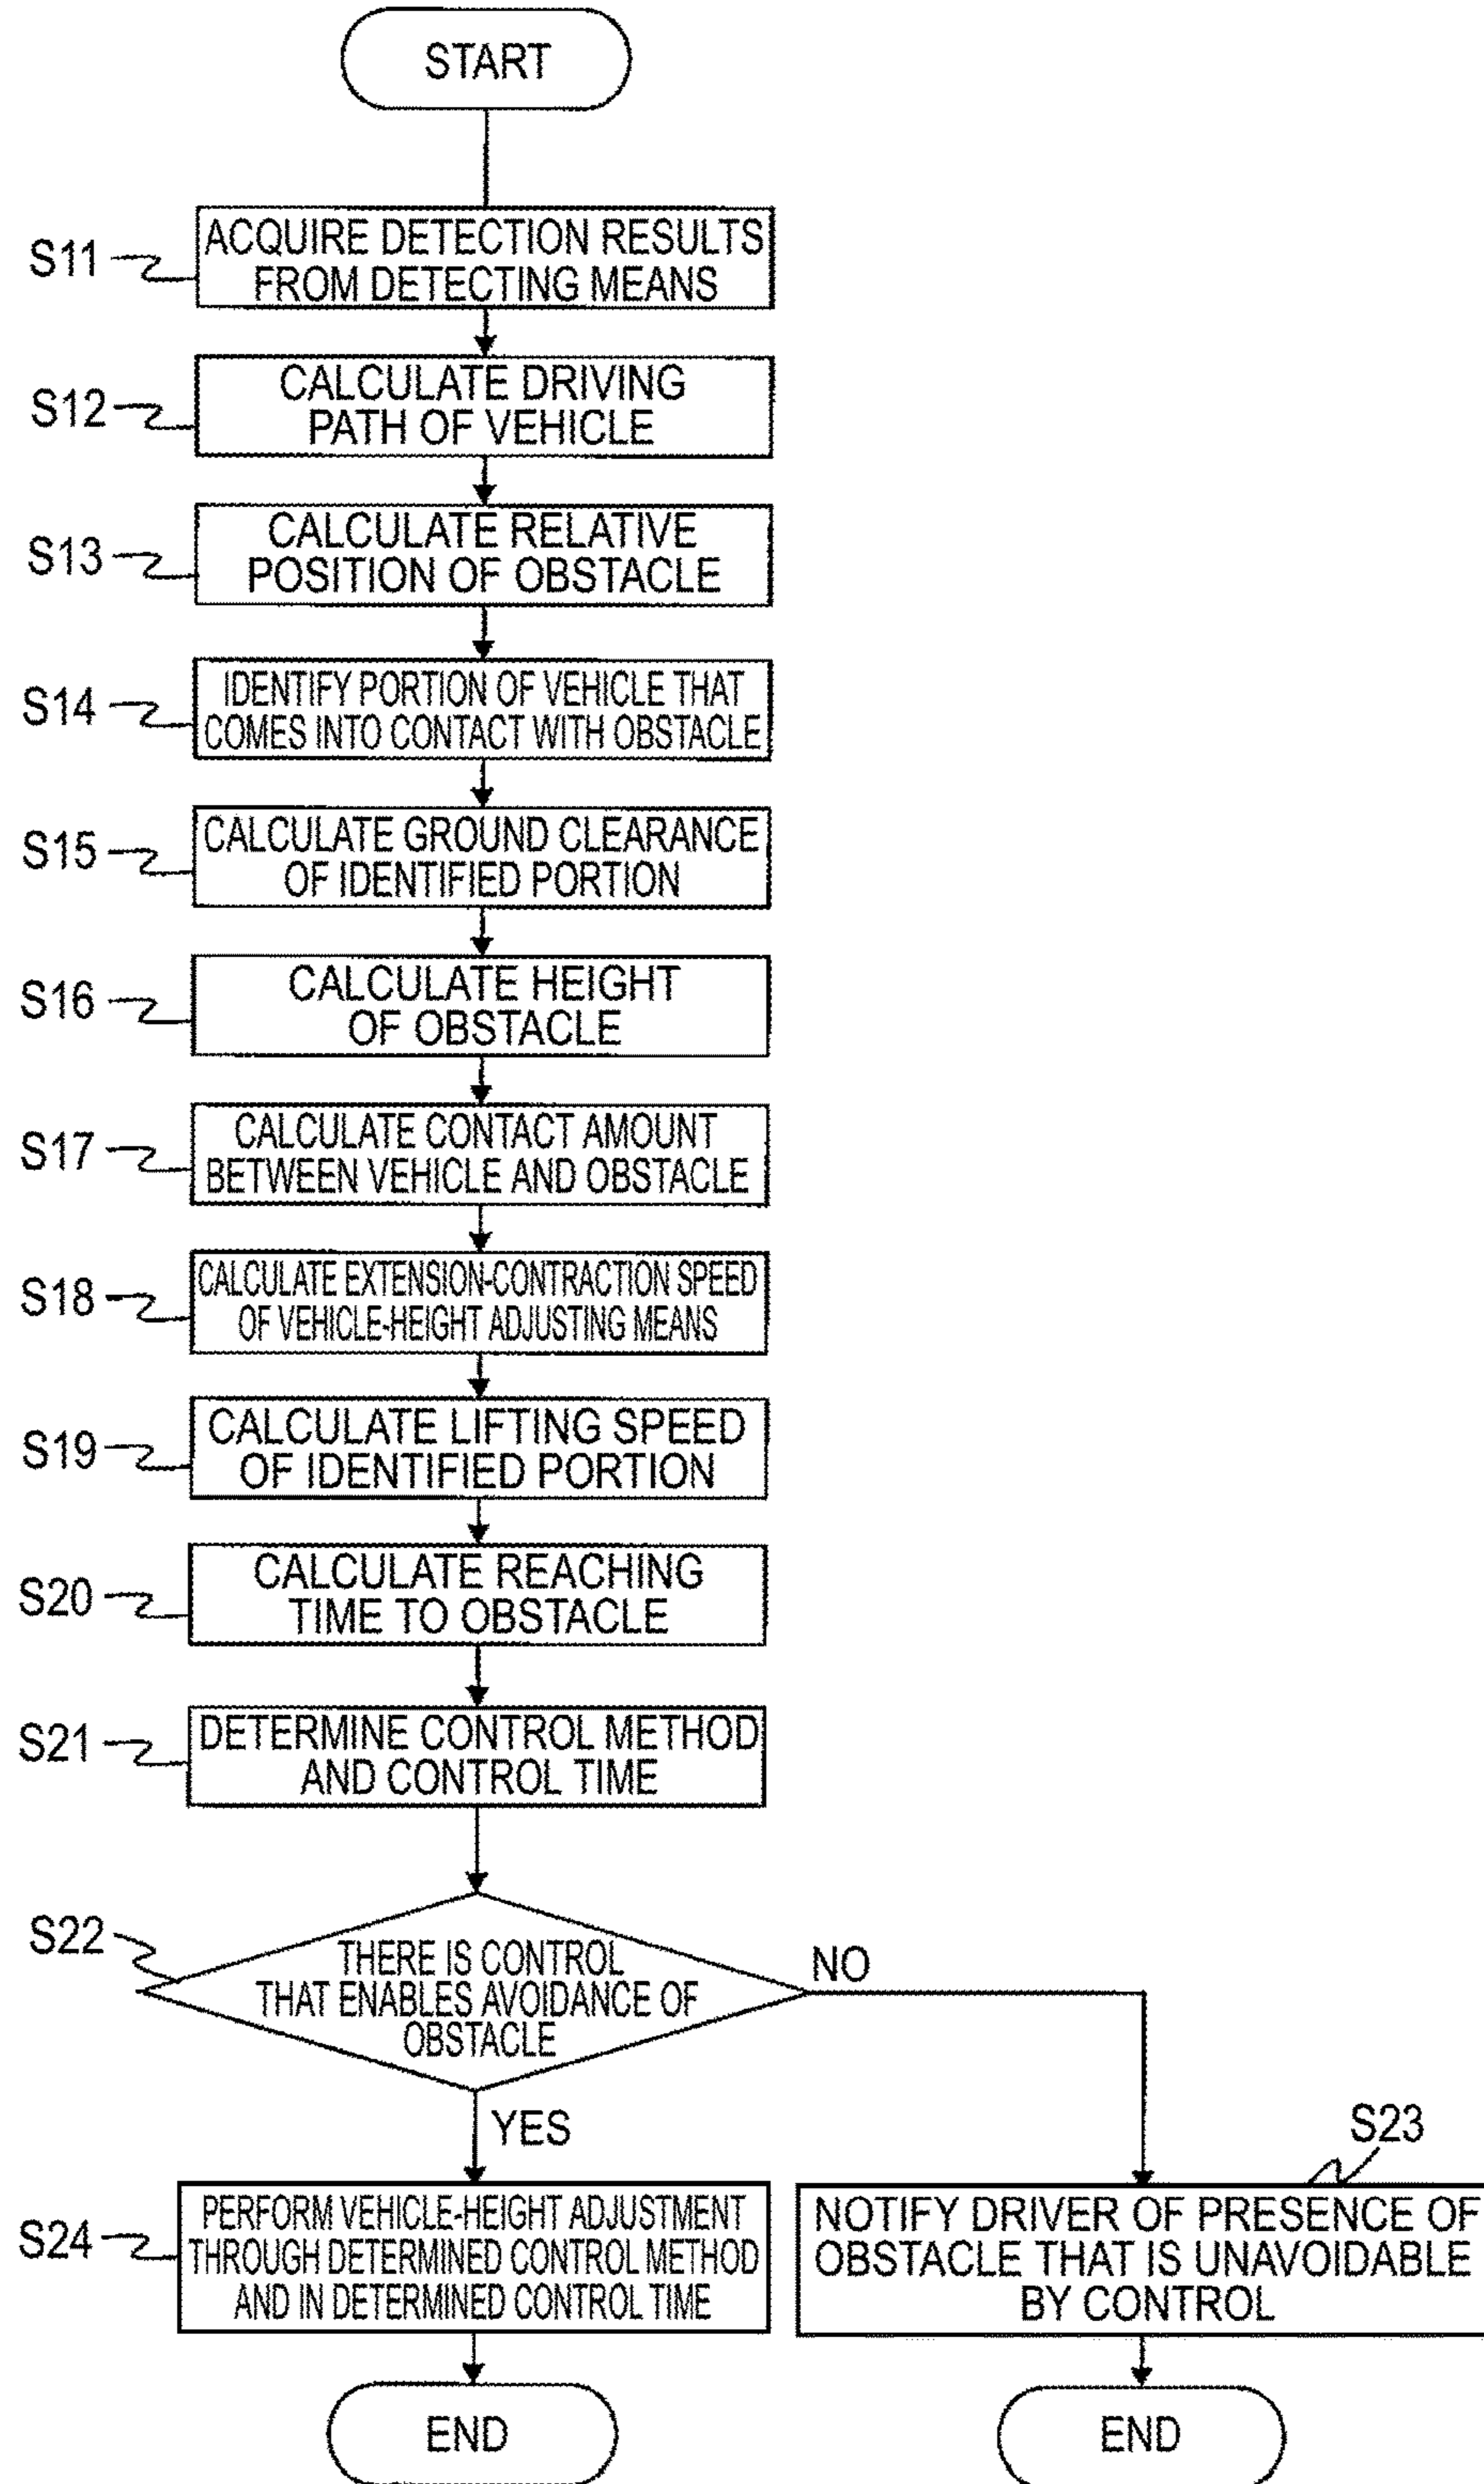 START
S11
ACQUIRE DETECTION RESULTS
FROM DETECTING MEANS
S12
CALCULATE DRIVING
PATH OF VEHICLE
S13
CALCULATE RELATIVE
POSITION OF OBSTACLE
S14
IDENTIFY PORTION OF VEHICLE THAT
COMES INTO CONTACT WITH OBSTACLE
S15
CALCULATE GROUND CLEARANCE
OF IDENTIFIED PORTION
S16
CALCULATE HEIGHT
OF OBSTACLE
S17
CALCULATE CONTACT AMOUNT
BETWEEN VEHICLE AND OBSTACLE
S18
CALCULATE EXTENSION-CONTRACTION SPEED
OF VEHICLE-HEIGHT ADJUSTING MEANS
S19
CALCULATE LIFTING SPEED
OF IDENTIFIED PORTION
S20
CALCULATE REACHING
TIME TO OBSTACLE
S21
DETERMINE CONTROL METHOD
AND CONTROL TIME
S22
THERE IS CONTROL
THAT ENABLES AVOIDANCE OF
OBSTACLE
NO
YES
S24
PERFORM VEHICLE-HEIGHT ADJUSTMENT
THROUGH DETERMINED CONTROL METHOD
AND IN DETERMINED CONTROL TIME
END
S23
NOTIFY DRIVER OF PRESENCE OF
OBSTACLE THAT IS UNAVOIDABLE
BY CONTROL
END